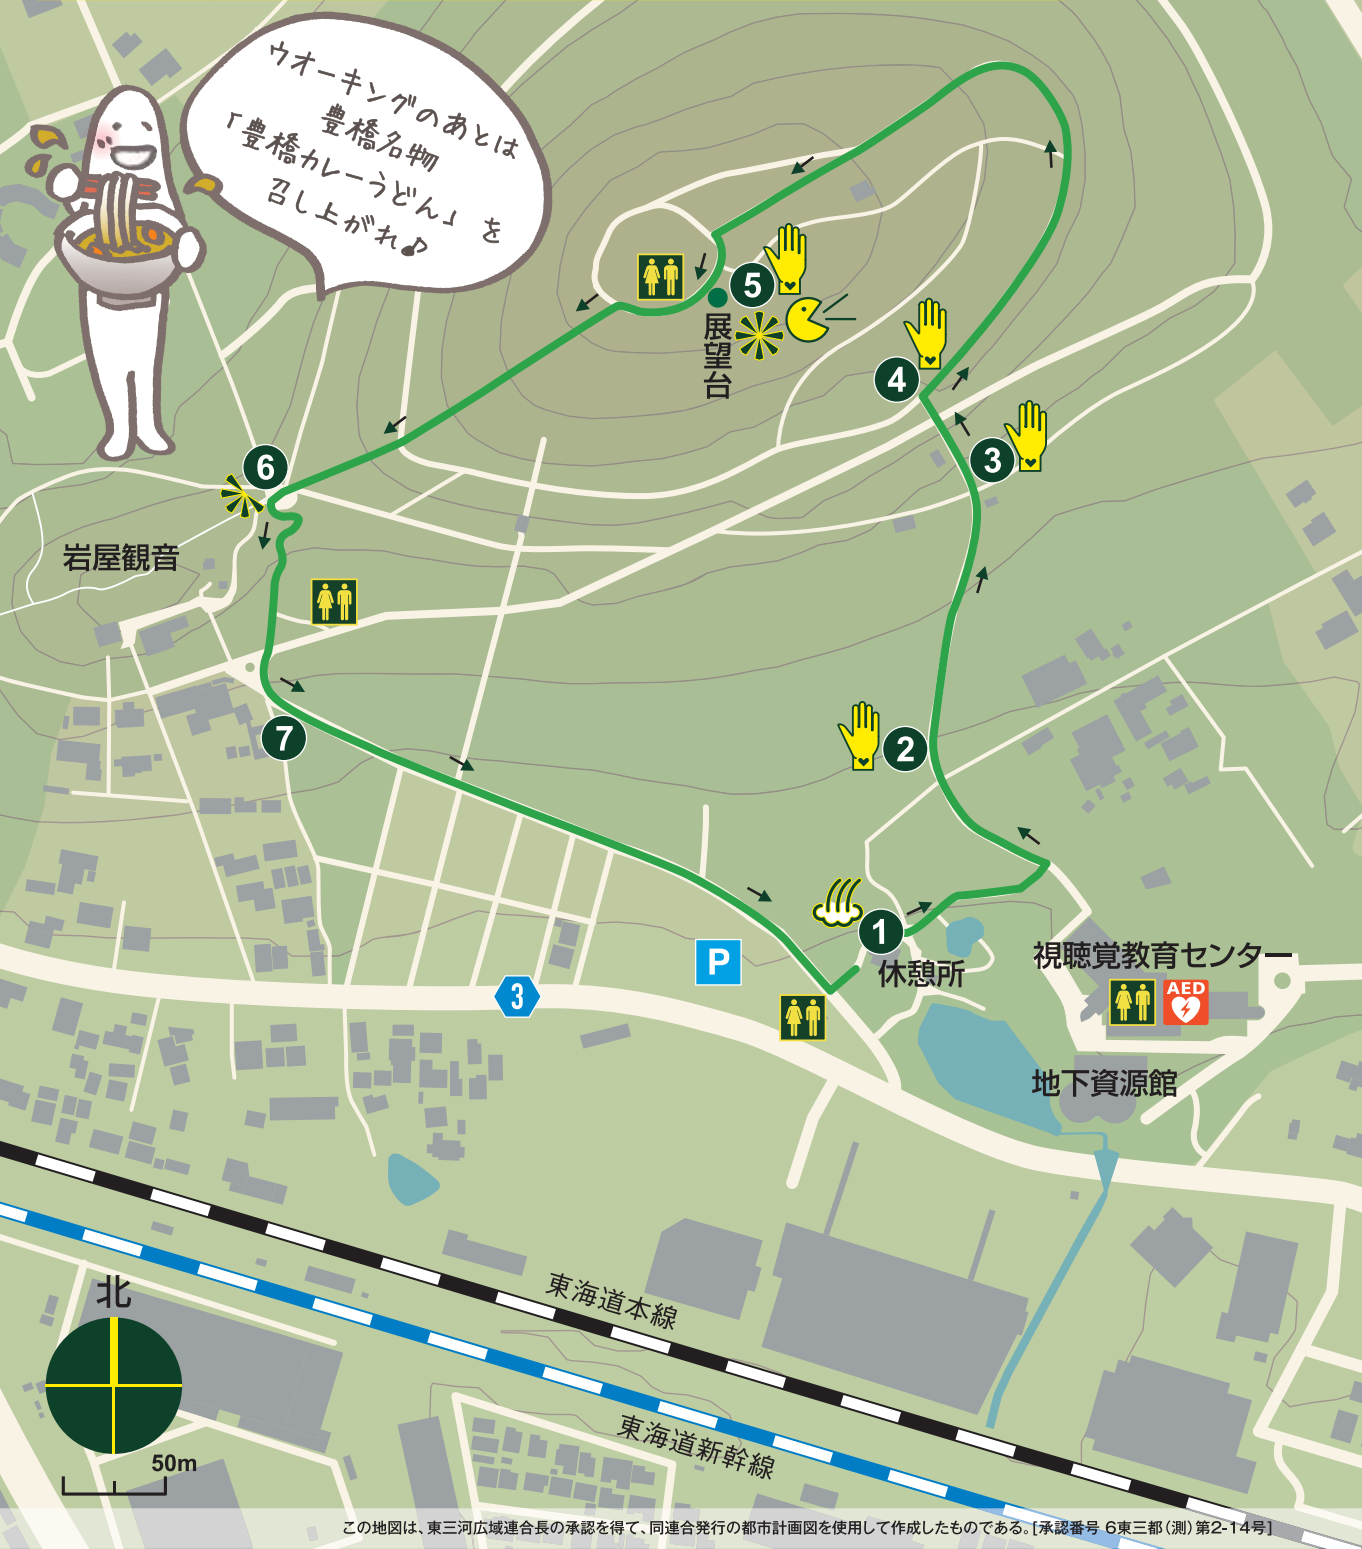 ウオーキングのあとは
豊橋名物
「豊橋カレーうどん」を
召し上がれ♪
5
展望台
4
3
6
岩屋観音
7
2
1
休憩所
視聴覚教育センター
AED
P
3
地下資源館
東海道本線
北
東海道新幹線
50m
この地図は、東三河広域連合長の承認を得て、同連合発行の都市計画図を使用して作成したものである。[承認番号 6東三都(測)第2-14号]